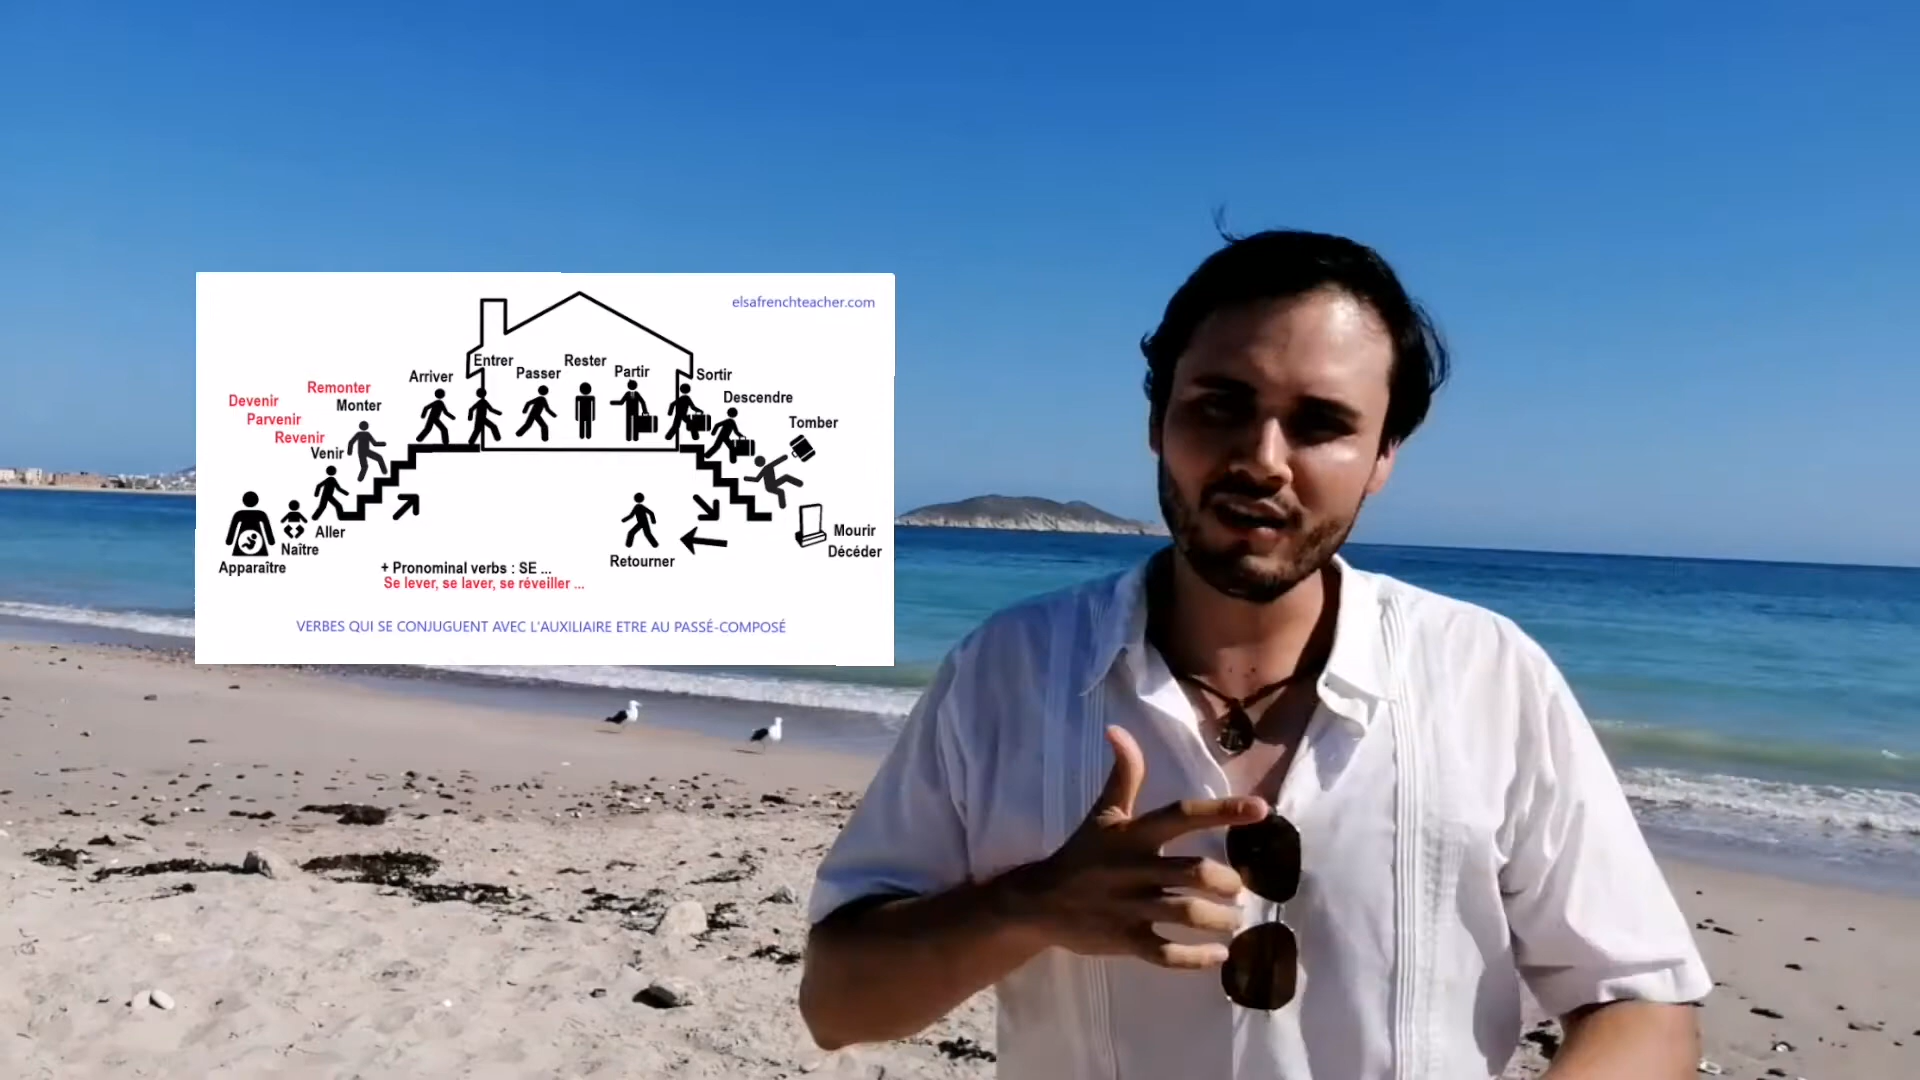 elsafrenchteacher.com
Entrer
Passer
Rester
Partir
Sortir
Arriver
Descendre
Remonter
Monter
Devenir
Parvenir
Revenir
Venir
Tomber
Aller
Naître
Apparaître
Retourner
Mourir
Décéder
+ Pronominal verbs : SE ...
Se lever, se laver, se réveiller ...
VERBES QUI SE CONJUGUENT AVEC L'AUXILIAIRE ETRE AU PASSÉ-COMPOSÉ